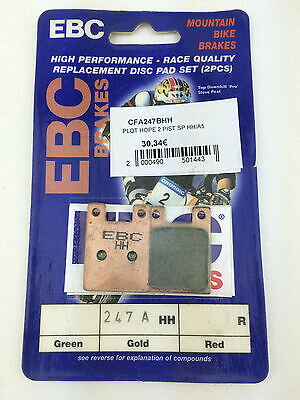 EBC
BRAKES
MOUNTAIN
BIKE
BRAKES
HIGH PERFORMANCE - RACE QUALITY
REPLACEMENT DISC PAD SET (2PCS)
Top Downhill 'Pro'
Steve Peat
CFA247BHH
PLQT HOPE 2 PIST SP HH/A5
30,34€
2 000490 501443
EBC
BRAKES
EBC
HH
247 A HH R
Green Gold Red
see reverse for explanation of compounds